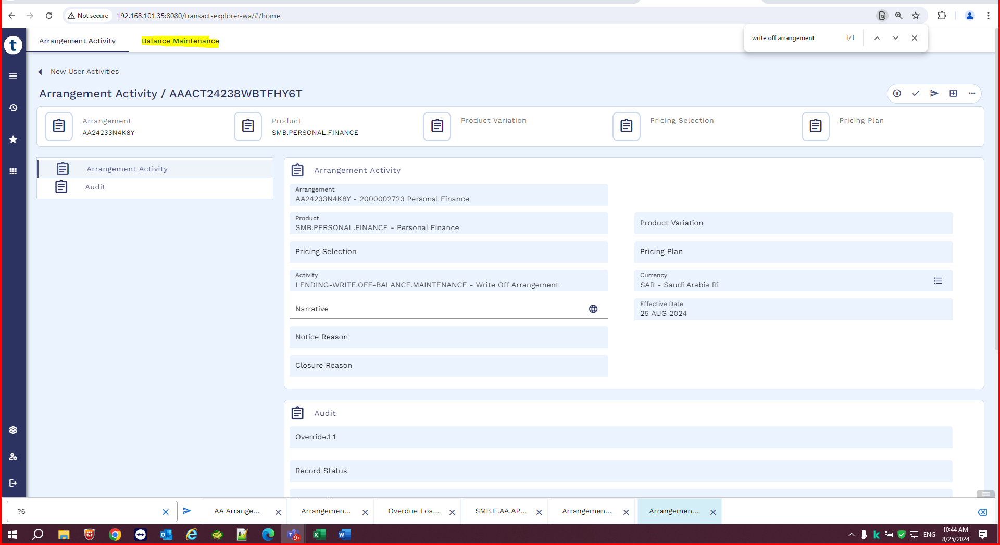 Not secure
192.168.101.35:8080/transact-explorer-wa/#/home
write off arrangement
1/1
t
Arrangement Activity
Balance Maintenance
New User Activities
Arrangement Activity / AAACT24238WBTFHY6T
Arrangement
AA24233N4K8Y
Product
SMB.PERSONAL.FINANCE
Product Variation
Pricing Selection
Pricing Plan
Arrangement Activity
Audit
Arrangement Activity
Arrangement
AA24233N4K8Y - 2000002723 Personal Finance
Product
SMB.PERSONAL.FINANCE - Personal Finance
Product Variation
Pricing Selection
Pricing Plan
Activity
LENDING-WRITE.OFF-BALANCE.MAINTENANCE - Write Off Arrangement
Currency
SAR - Saudi Arabia Ri
Narrative
Effective Date
25 AUG 2024
Notice Reason
Closure Reason
Audit
Override.1 1
Record Status
?6
AA Arrange...
Arrangemen...
Overdue Loa...
SMB.E.AA.AP...
Arrangemen...
Arrangemen...
9+
ENG
10:44 AM
8/25/2024